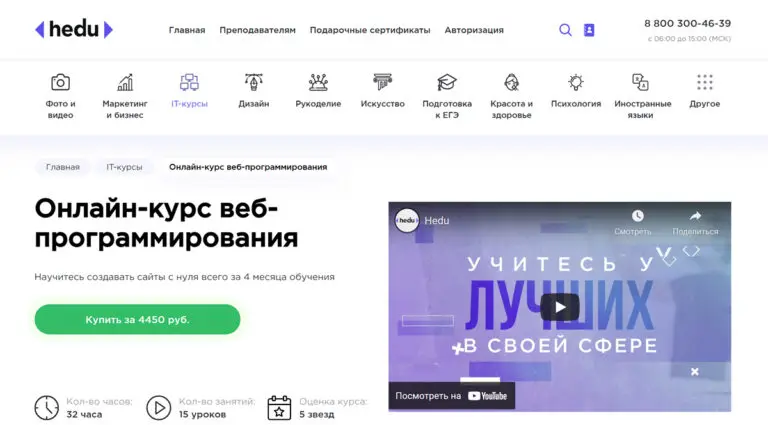 hedu
Главная Преподавателям Подарочные сертификаты Авторизация
8 800 300-46-39
с 06:00 до 15:00 (МСК)
Фото и видео
Маркетинг и бизнес
IT-курсы
Дизайн
Рукоделие
Искусство
Подготовка к ЕГЭ
Красота и здоровье
Психология
Иностранные языки
Другое
Главная IT-курсы Онлайн-курс веб-программирования
Онлайн-курс веб-
программирования
Научитесь создавать сайты с нуля всего за 4 месяца обучения
Купить за 4450 руб.
Кол-во часов:
32 часа
Кол-во занятий:
15 уроков
Оценка курса:
5 звезд
hedu
Hedu
Смотреть
Поделиться
УЧИТЕСЬ У
ЛУЧШИХ
В СВОЕЙ СФЕРЕ
Посмотреть на YouTube